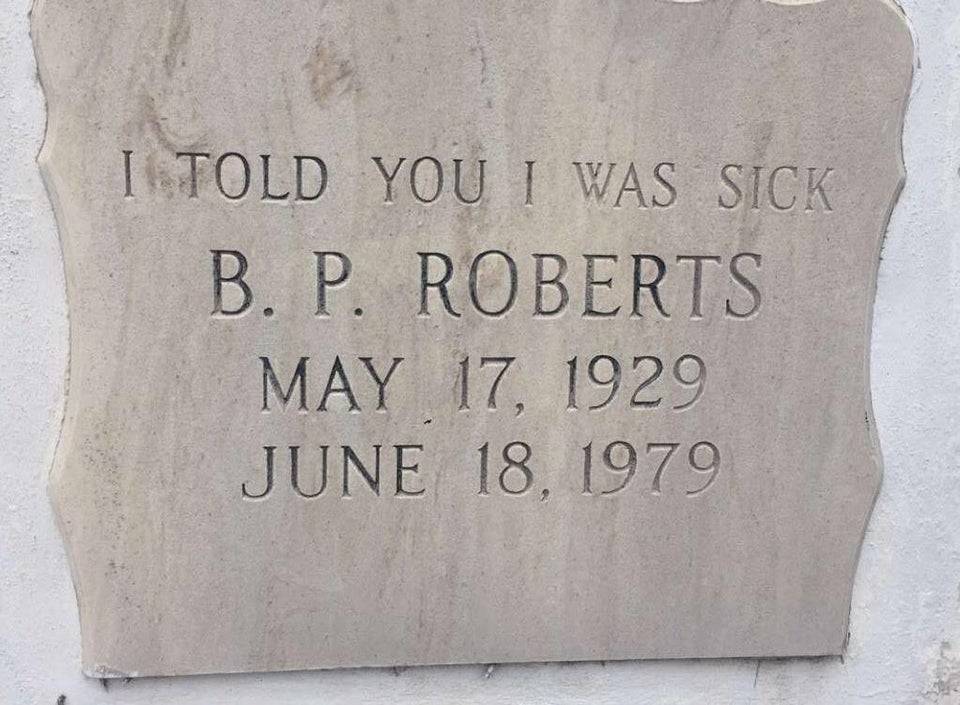 I TOLD YOU I WAS SICK
B. P. ROBERTS
MAY 17, 1929
JUNE 18, 1979